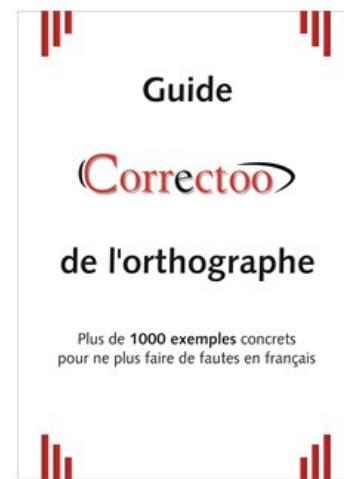 Guide
Correctoo
de l'orthographe
Plus de 1000 exemples concrets
pour ne plus faire de fautes en français